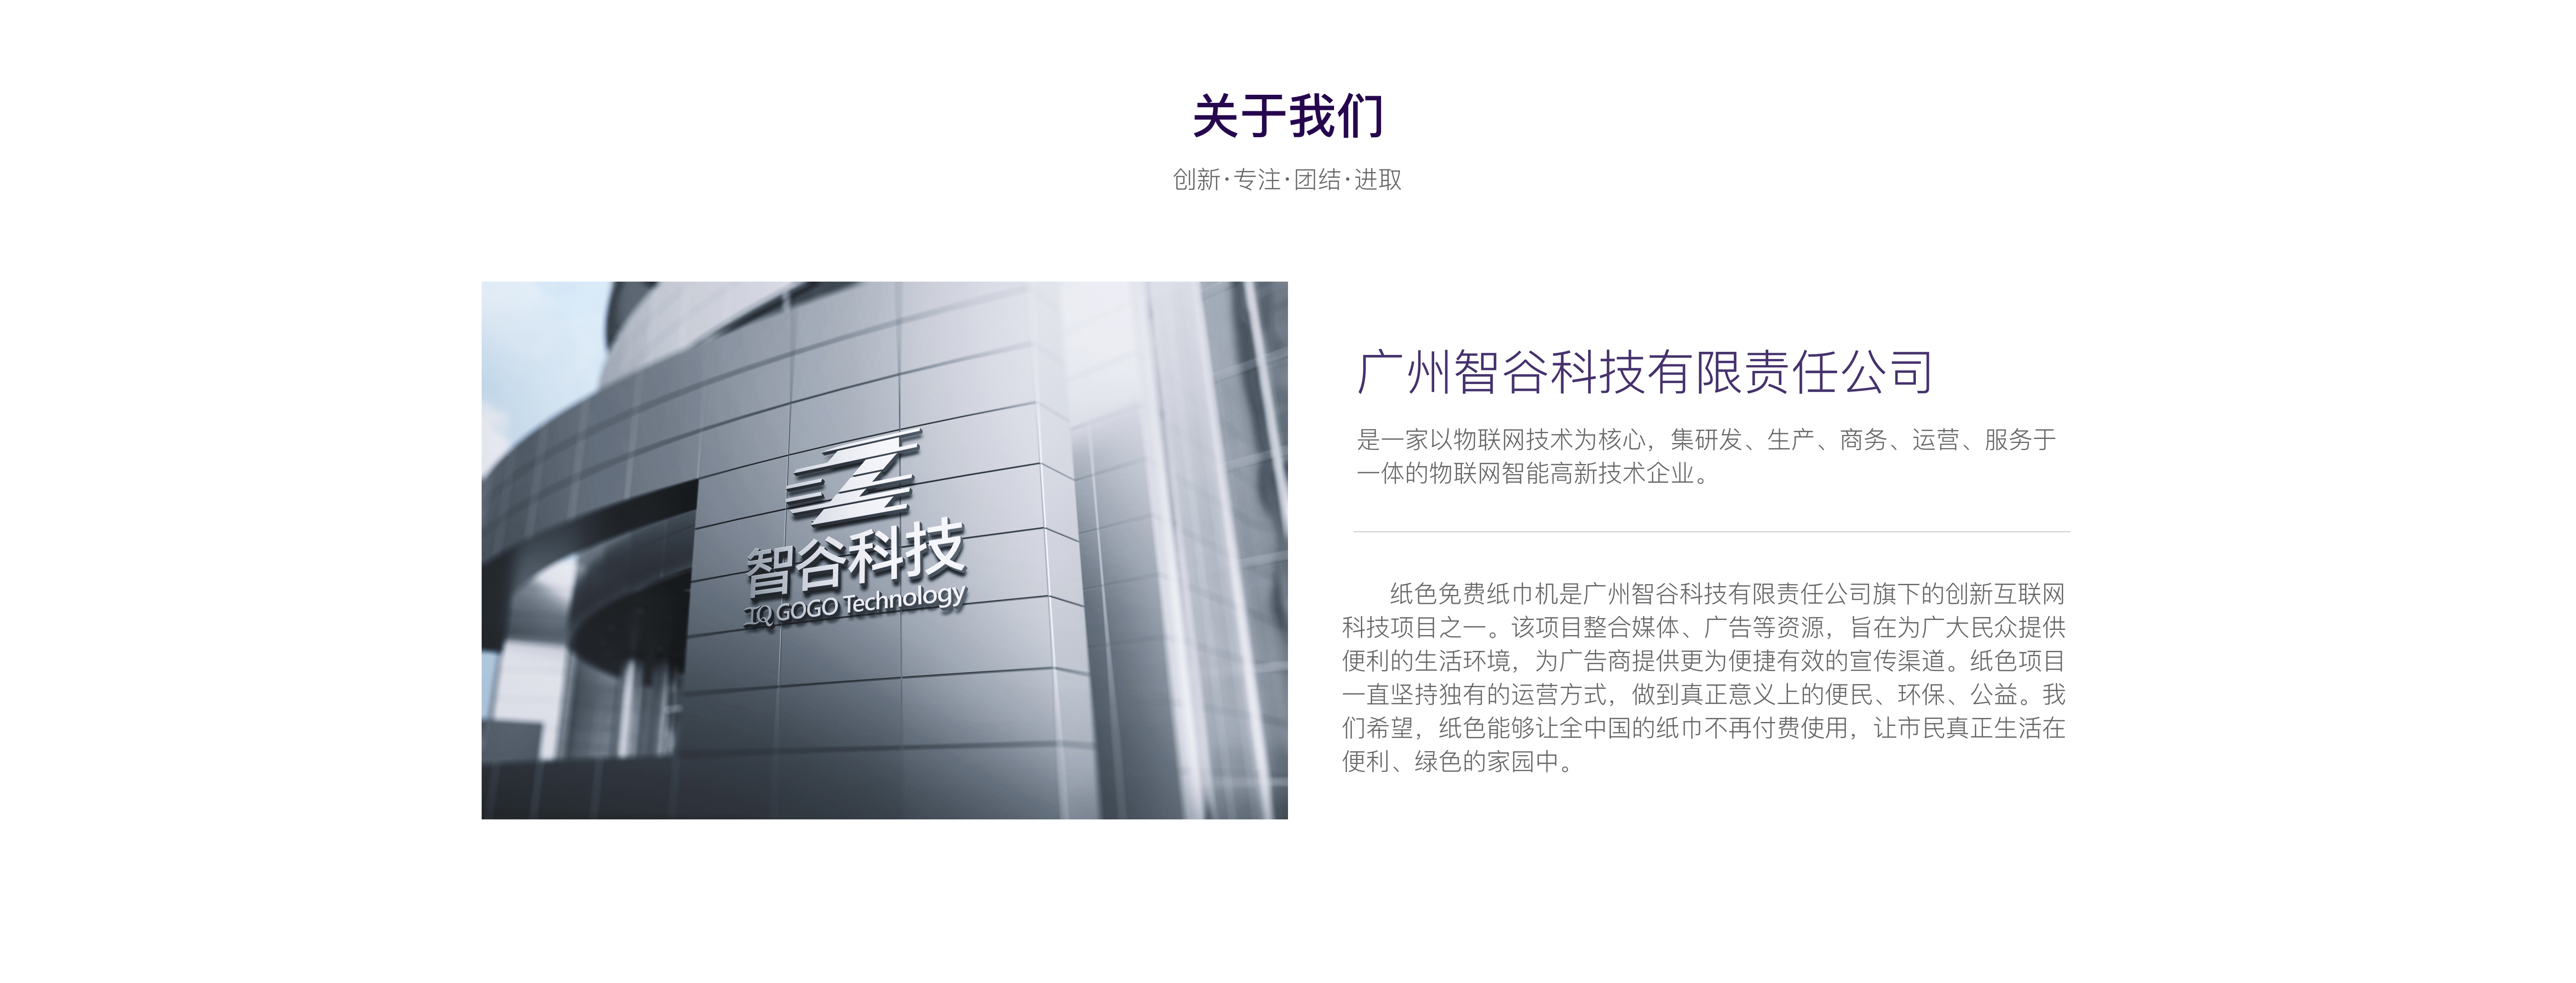 关于我们
创新·专注·团结·进取
智谷科技
IQ GOGO Technology
广州智谷科技有限责任公司
是一家以物联网技术为核心，集研发、生产、商务、运营、服务于
一体的物联网智能高新技术企业。
纸色免费纸巾机是广州智谷科技有限责任公司旗下的创新互联网
科技项目之一。该项目整合媒体、广告等资源，旨在为广大民众提供
便利的生活环境，为广告商提供更为便捷有效的宣传渠道。纸色项目
一直坚持独有的运营方式，做到真正意义上的便民、环保、公益。我
们希望，纸色能够让全中国的纸巾不再付费使用，让市民真正生活在
便利、绿色的家园中。